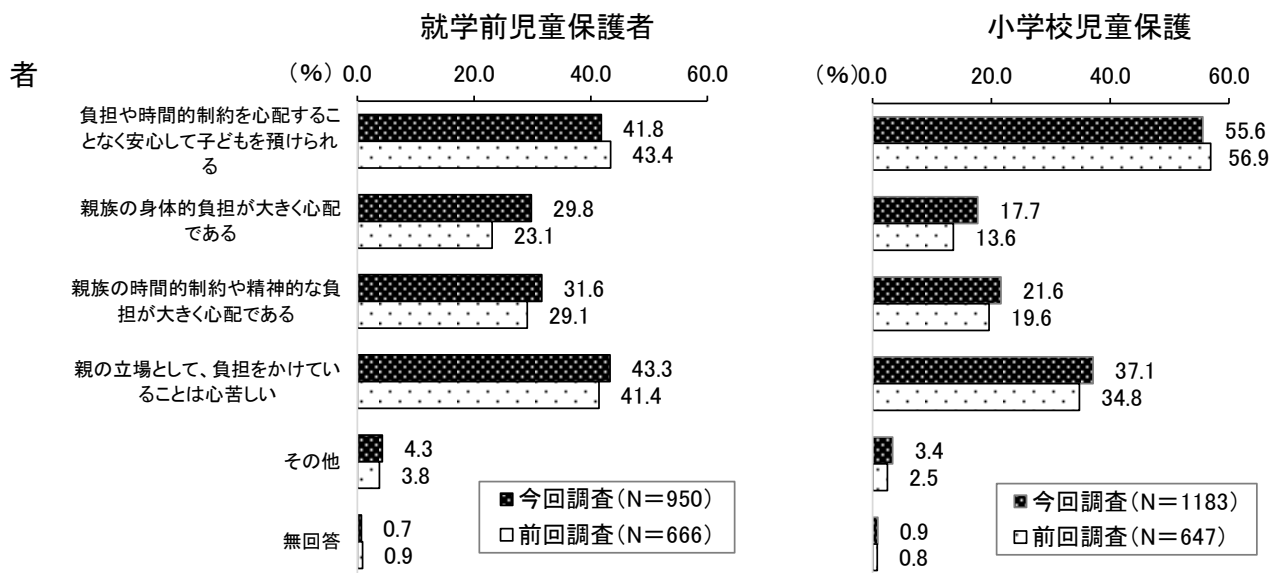 就学前児童保護者
小学校児童保護
者
(%)
0.0 20.0 40.0 60.0
(%)
0.0 20.0 40.0 60.0
負担や時間的制約を心配するこ
となく安心して子どもを預けられ
る
41.8
43.4
55.6
56.9
親族の身体的負担が大きく心配
である
29.8
23.1
17.7
13.6
親族の時間的制約や精神的な負
担が大きく心配である
31.6
29.1
21.6
19.6
親の立場として、負担をかけてい
ることは心苦しい
43.3
41.4
37.1
34.8
その他
4.3
3.8
3.4
2.5
無回答
0.7
0.9
0.9
0.8
今回調査(N=950)
前回調査(N=666)
今回調査(N=1183)
前回調査(N=647)